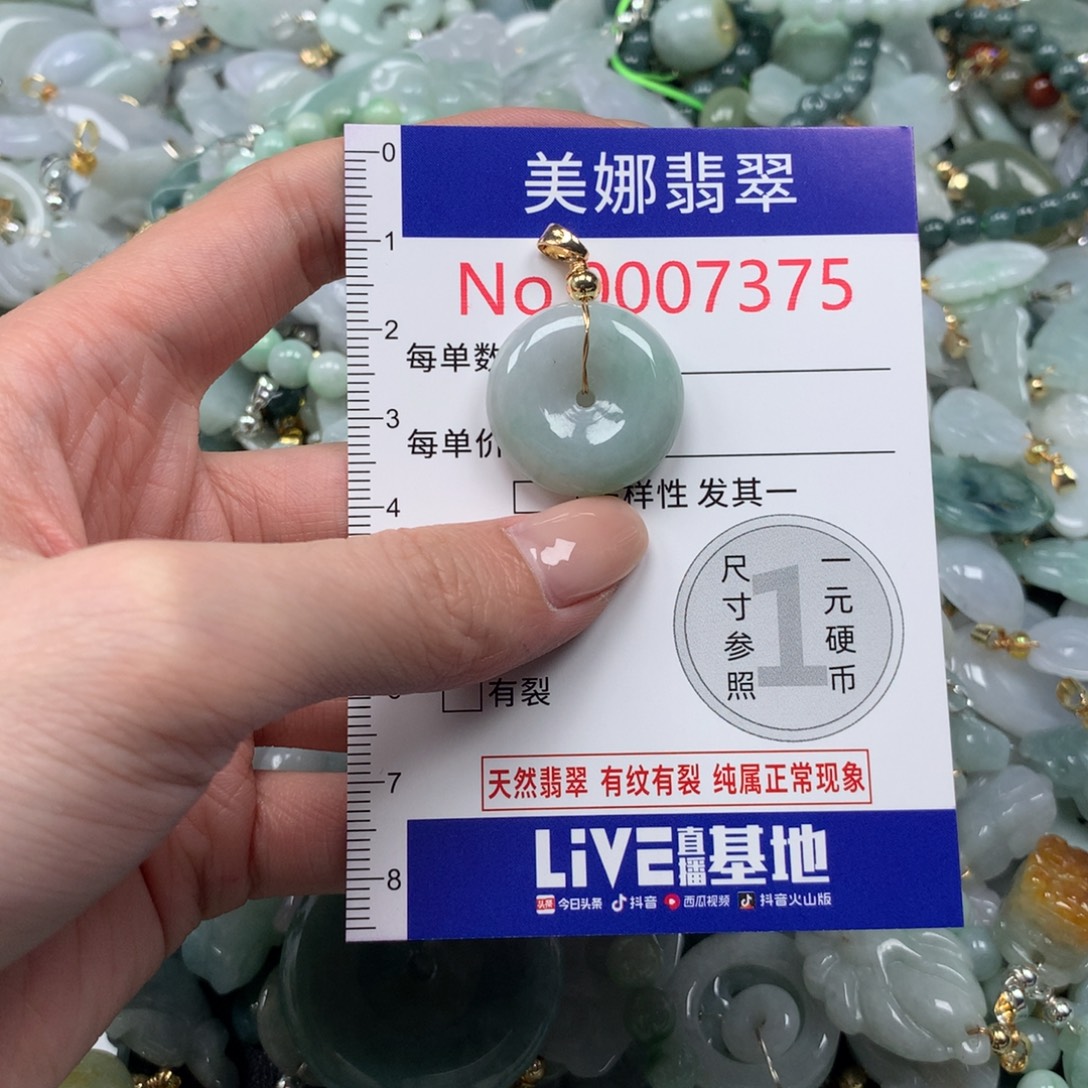 美娜翡翠
No.0007375
每单数
每单价
样性 发其一
尺寸参照
一元硬币
1
有裂
天然翡翠 有纹有裂 纯属正常现象
LiVE直播基地
头条 今日头条 抖音 西瓜视频 抖音火山版
0
1
2
3
4
7
8